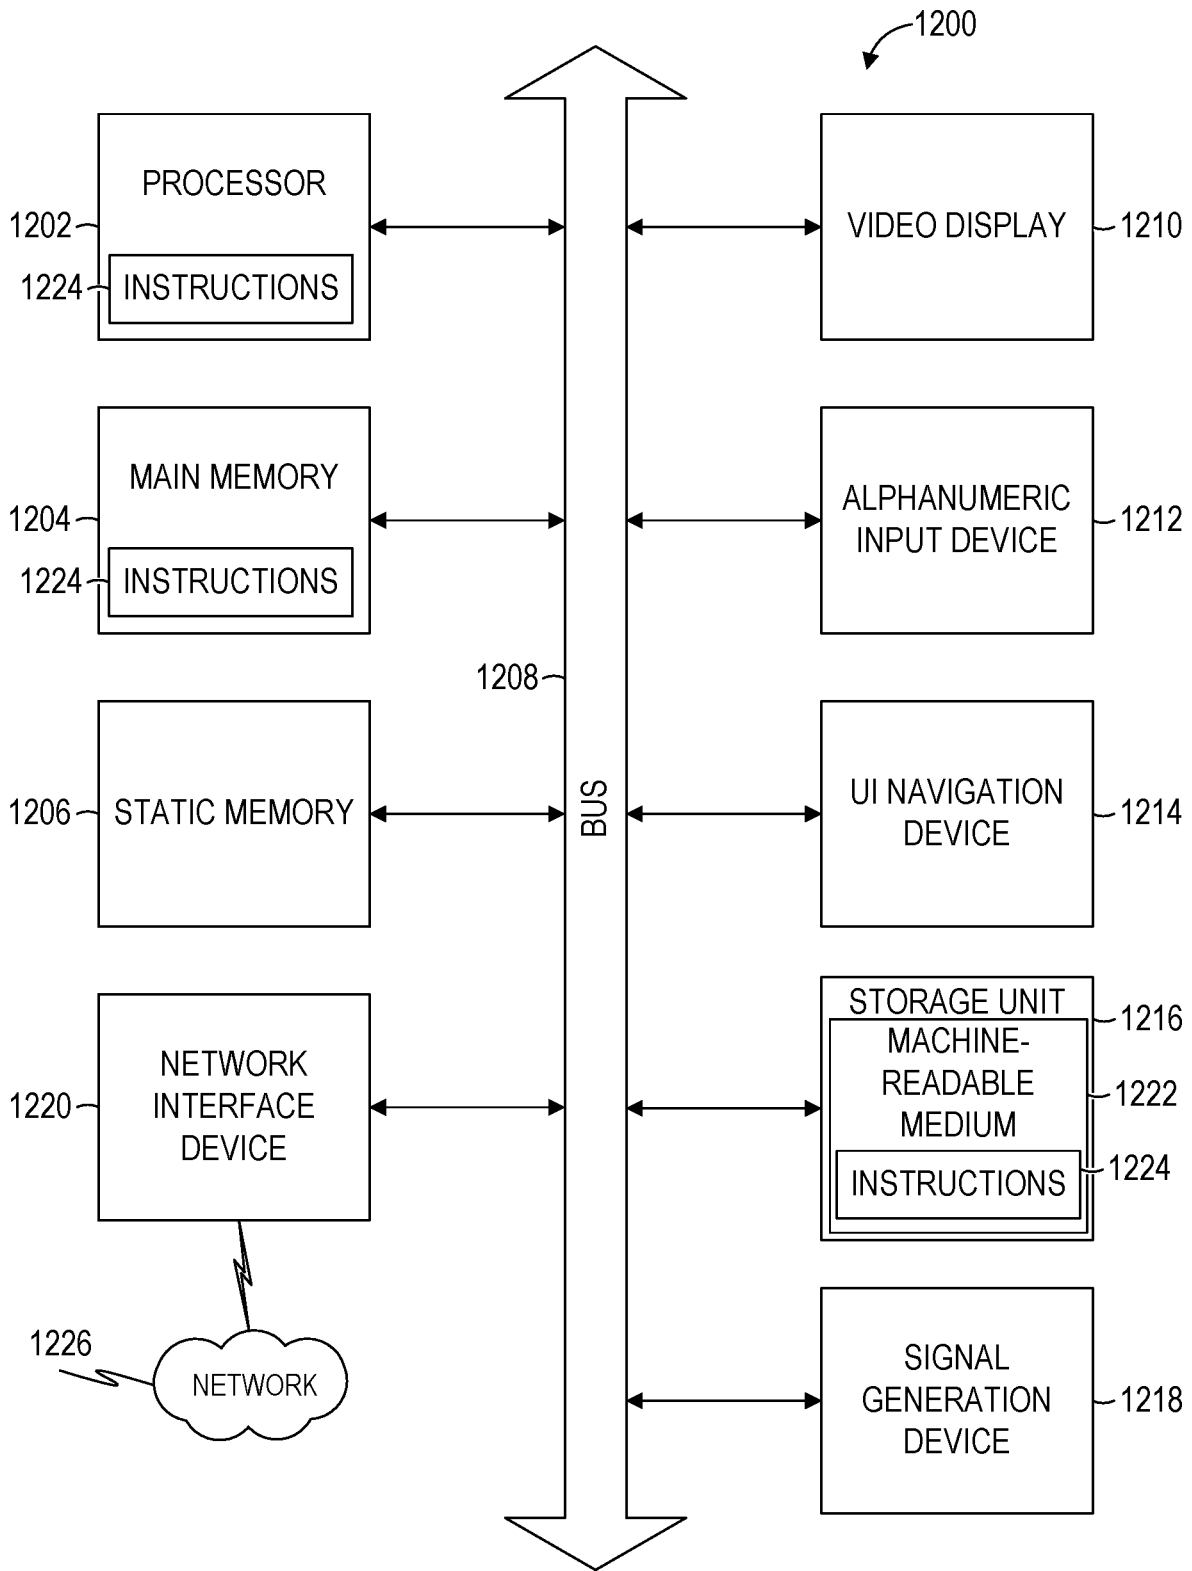 1200
PROCESSOR
1202
1224
INSTRUCTIONS
VIDEO DISPLAY
1210
MAIN MEMORY
1204
1224
INSTRUCTIONS
ALPHANUMERIC
INPUT DEVICE
1212
1208
BUS
STATIC MEMORY
1206
UI NAVIGATION
DEVICE
1214
NETWORK
INTERFACE
DEVICE
1220
STORAGE UNIT
1216
MACHINE-
READABLE
MEDIUM
1222
1224
INSTRUCTIONS
1226
NETWORK
SIGNAL
GENERATION
DEVICE
1218